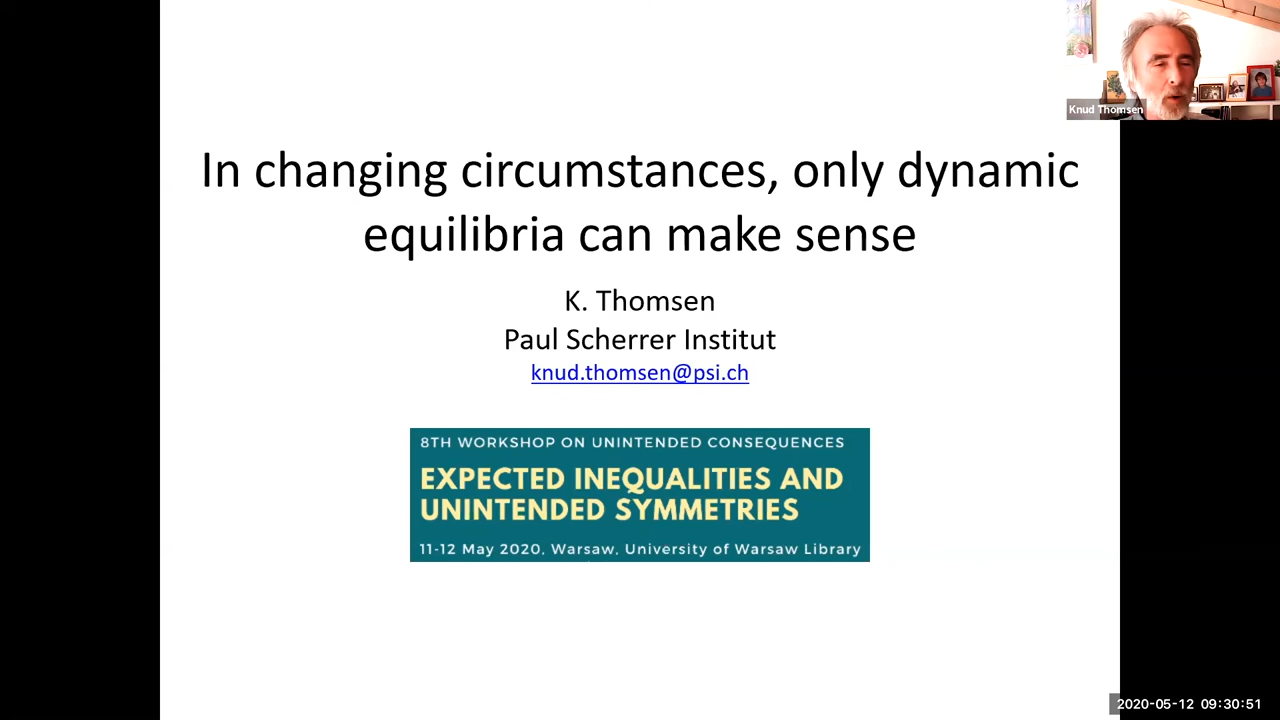 Knud Thomsen
In changing circumstances, only dynamic
equilibria can make sense
K. Thomsen
Paul Scherrer Institut
knud.thomsen@psi.ch
8TH WORKSHOP ON UNINTENDED CONSEQUENCES
EXPECTED INEQUALITIES AND
UNINTENDED SYMMETRIES
11-12 May 2020, Warsaw, University of Warsaw Library
2020-05-12 09:30:51